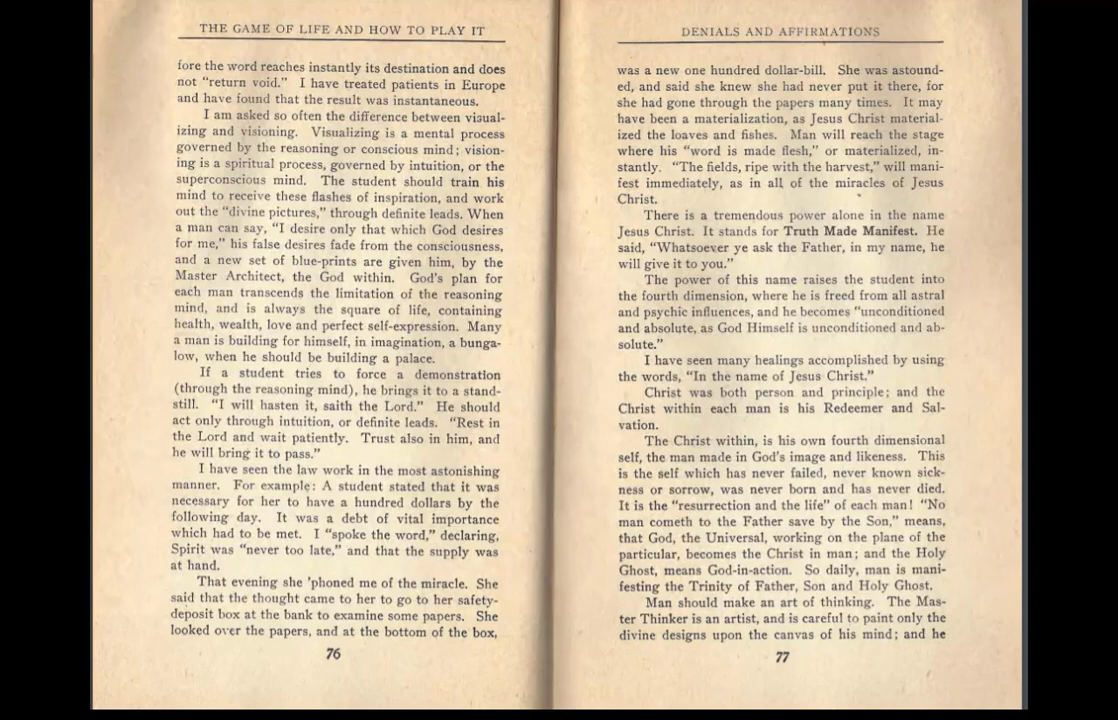 THE GAME OF LIFE AND HOW TO PLAY IT
fore the word reaches instantly its destination and does
not "return void." I have treated patients in Europe
and have found that the result was instantaneous.
I am asked so often the difference between visual-
izing and visioning. Visualizing is a mental process
governed by the reasoning or conscious mind; vision-
ing is a spiritual process, governed by intuition, or the
superconscious mind. The student should train his
mind to receive these flashes of inspiration, and work
out the "divine pictures," through definite leads. When
a man can say, "I desire only that which God desires
for me," his false desires fade from the consciousness,
and a new set of blue-prints are given him, by the
Master Architect, the God within. God's plan for
each man transcends the limitation of the reasoning
mind, and is always the square of life, containing
health, wealth, love and perfect self-expression. Many
a man is building for himself, in imagination, a bunga-
low, when he should be building a palace.
If a student tries to force a demonstration
(through the reasoning mind), he brings it to a stand-
still. "I will hasten it, saith the Lord." He should
act only through intuition, or definite leads. "Rest in
the Lord and wait patiently. Trust also in him, and
he will bring it to pass."
I have seen the law work in the most astonishing
manner. For example: A student stated that it was
necessary for her to have a hundred dollars by the
following day. It was a debt of vital importance
which had to be met. I "spoke the word," declaring,
Spirit was "never too late," and that the supply was
at hand.
That evening she 'phoned me of the miracle. She
said that the thought came to her to go to her safety-
deposit box at the bank to examine some papers. She
looked over the papers, and at the bottom of the box,
76
DENIALS AND AFFIRMATIONS
was a new one hundred dollar-bill. She was astound-
ed, and said she knew she had never put it there, for
she had gone through the papers many times. It may
have been a materialization, as Jesus Christ material-
ized the loaves and fishes. Man will reach the stage
where his "word is made flesh," or materialized, in-
stantly. "The fields, ripe with the harvest," will mani-
fest immediately, as in all of the miracles of Jesus
Christ.
There is a tremendous power alone in the name
Jesus Christ. It stands for Truth Made Manifest. He
said, "Whatsoever ye ask the Father, in my name, he
will give it to you."
The power of this name raises the student into
the fourth dimension, where he is freed from all astral
and psychic influences, and he becomes "unconditioned
and absolute, as God Himself is unconditioned and ab-
solute."
I have seen many healings accomplished by using
the words, "In the name of Jesus Christ."
Christ was both person and principle; and the
Christ within each man is his Redeemer and Sal-
vation.
The Christ within, is his own fourth dimensional
self, the man made in God's image and likeness. This
is the self which has never failed, never known sick-
ness or sorrow, was never born and has never died.
It is the "resurrection and the life" of each man! "No
man cometh to the Father save by the Son," means,
that God, the Universal, working on the plane of the
particular, becomes the Christ in man; and the Holy
Ghost, means God-in-action. So daily, man is mani-
festing the Trinity of Father, Son and Holy Ghost.
Man should make an art of thinking. The Mas-
ter Thinker is an artist, and is careful to paint only the
divine designs upon the canvas of his mind; and he
77